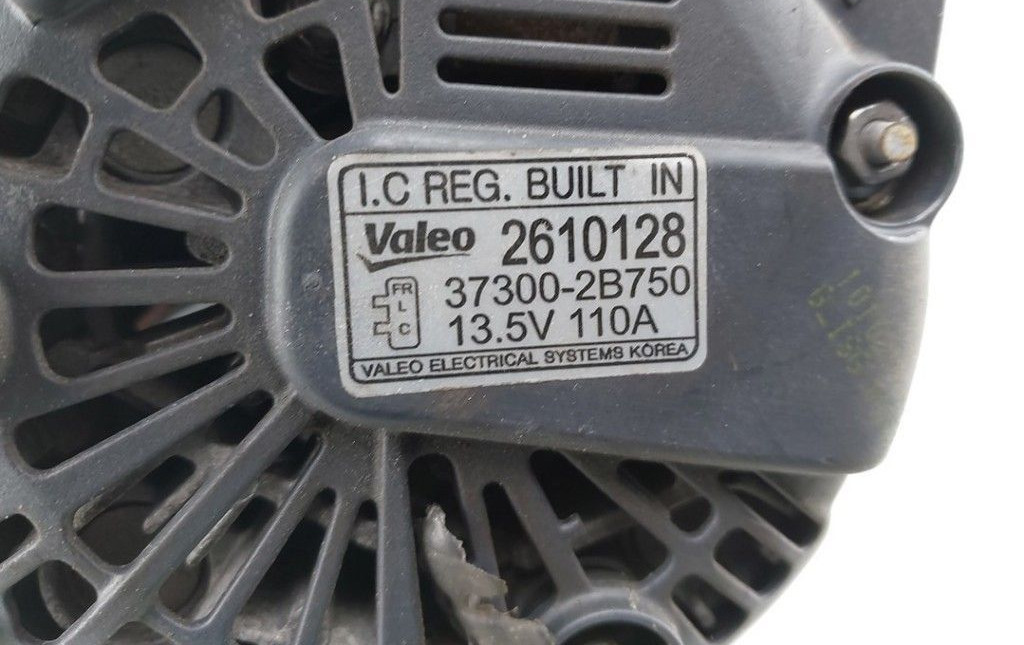 I.C REG. BUILT IN
Valeo 2610128
FR
L
C
37300-2B750
13.5V 110A
VALEO ELECTRICAL SYSTEMS KOREA